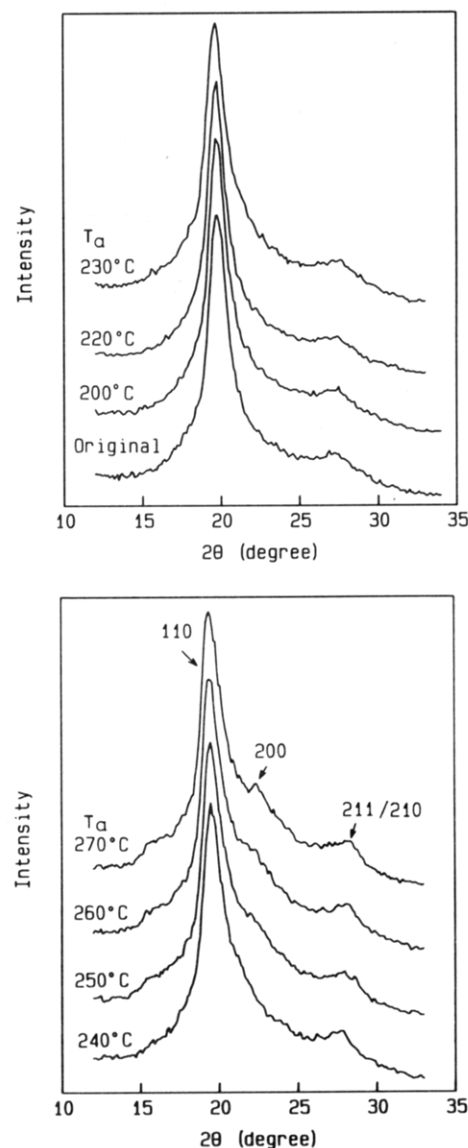 Intensity
Ta
230°C
220°C
200°C
Original
10 15 20 25 30 35
2θ (degree)
Intensity
110
200
211/210
Ta
270°C
260°C
250°C
240°C
10 15 20 25 30 35
2θ (degree)